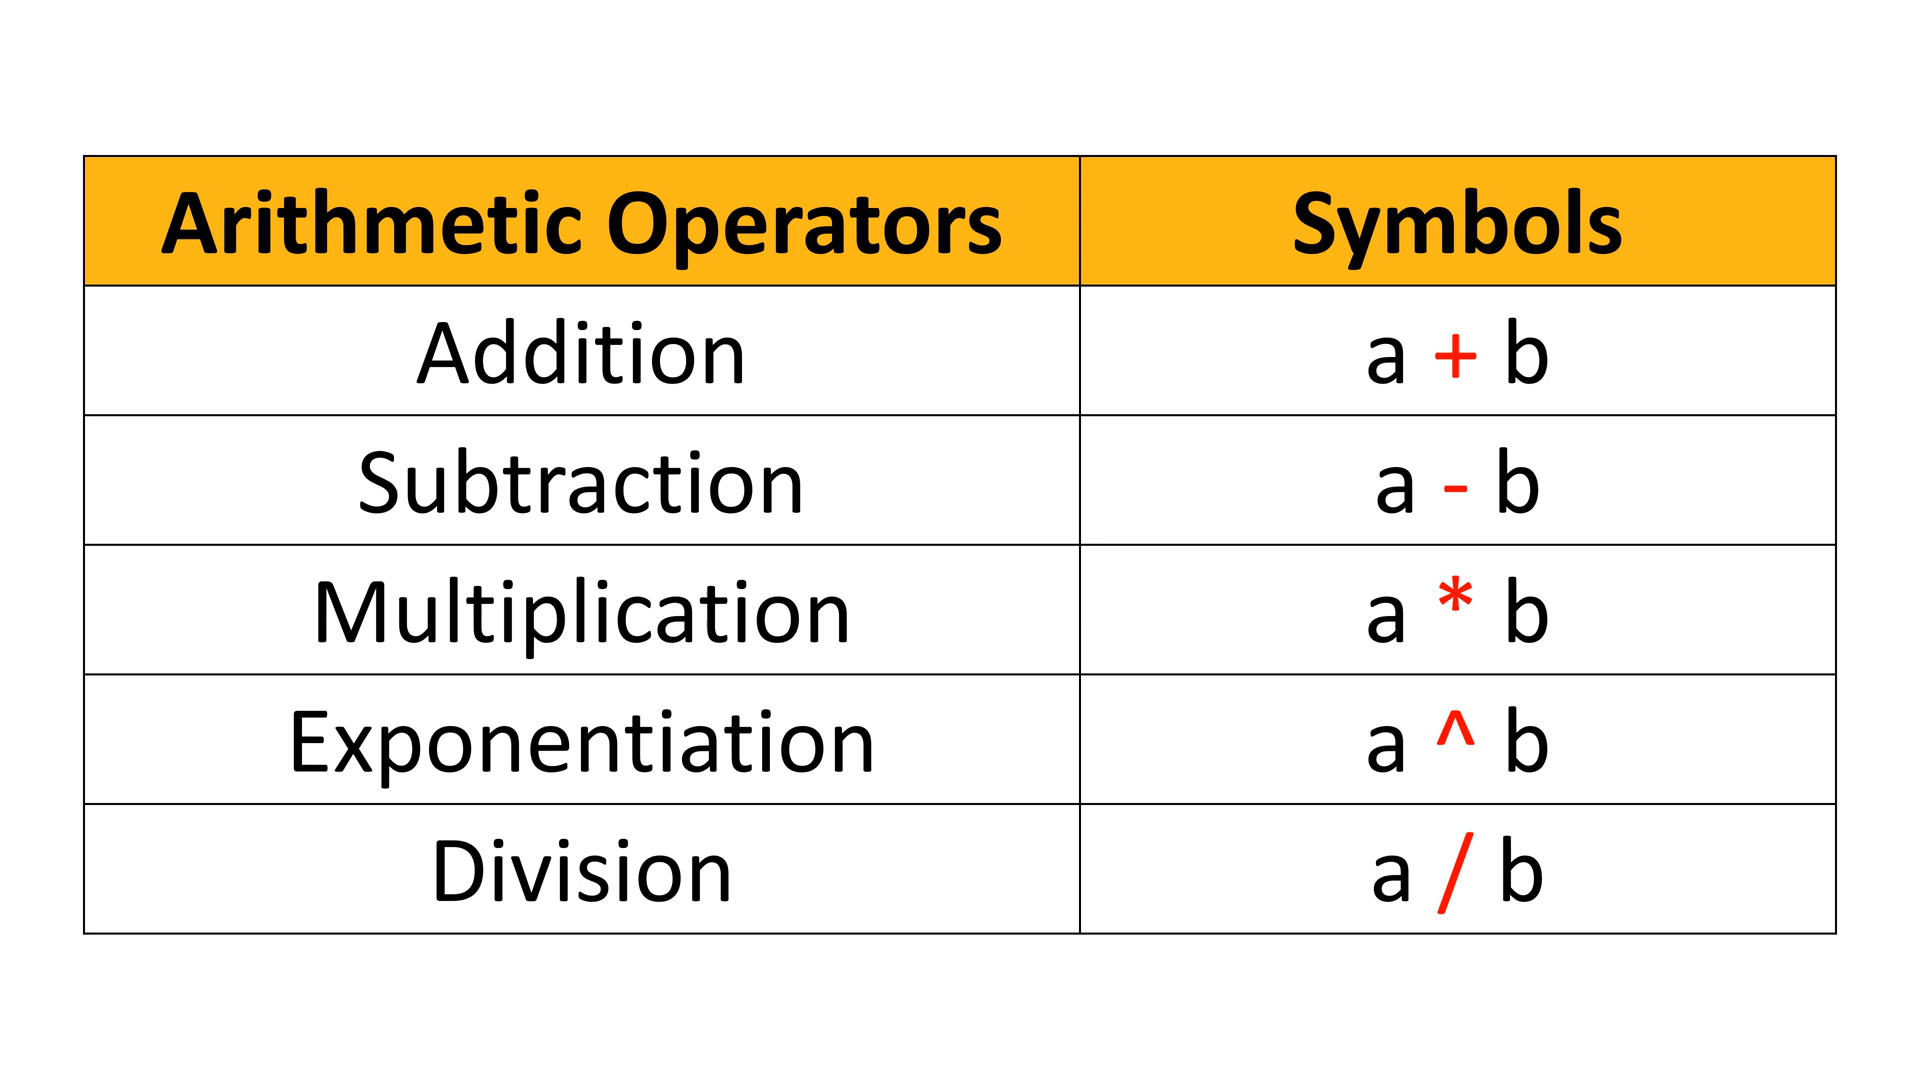 Arithmetic Operators Symbols
Addition a + b
Subtraction a - b
Multiplication a * b
Exponentiation a ^ b
Division a / b